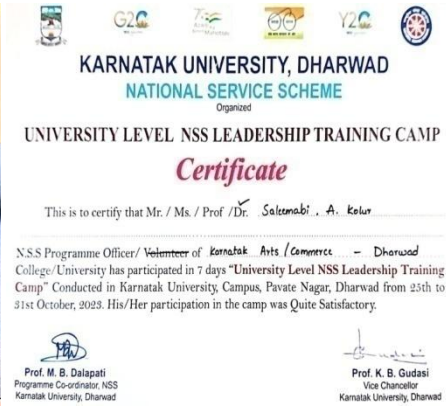 G20
Y20
KARNATAK UNIVERSITY, DHARWAD
NATIONAL SERVICE SCHEME
Organized
UNIVERSITY LEVEL NSS LEADERSHIP TRAINING CAMP
Certificate
This is to certify that Mr. / Ms. / Prof /Dr. Saleemabi . A. Kolur
N.S.S Programme Officer/ Volunteer of Karnatak Arts / Commerce - Dharwad
College/University has participated in 7 days "University Level NSS Leadership Training
Camp" Conducted in Karnatak University, Campus, Pavate Nagar, Dharwad from 25th to
31st October, 2023. His/Her participation in the camp was Quite Satisfactory.
Prof. M. B. Dalapati
Programme Co-ordinator, NSS
Karnatak University, Dharwad
Prof. K. B. Gudasi
Vice Chancellor
Karnatak University, Dharwad